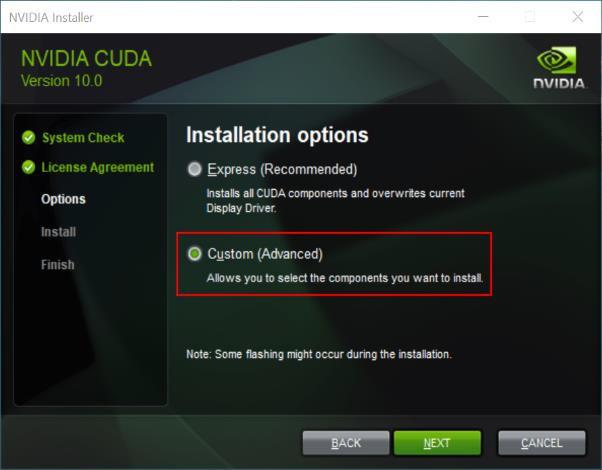 NVIDIA Installer
NVIDIA CUDA
Version 10.0
NVIDIA.
System Check
License Agreement
Options
Install
Finish
Installation options
Express (Recommended)
Installs all CUDA components and overwrites current
Display Driver.
Custom (Advanced)
Allows you to select the components you want to install.
Note: Some flashing might occur during the installation.
BACK
NEXT
CANCEL